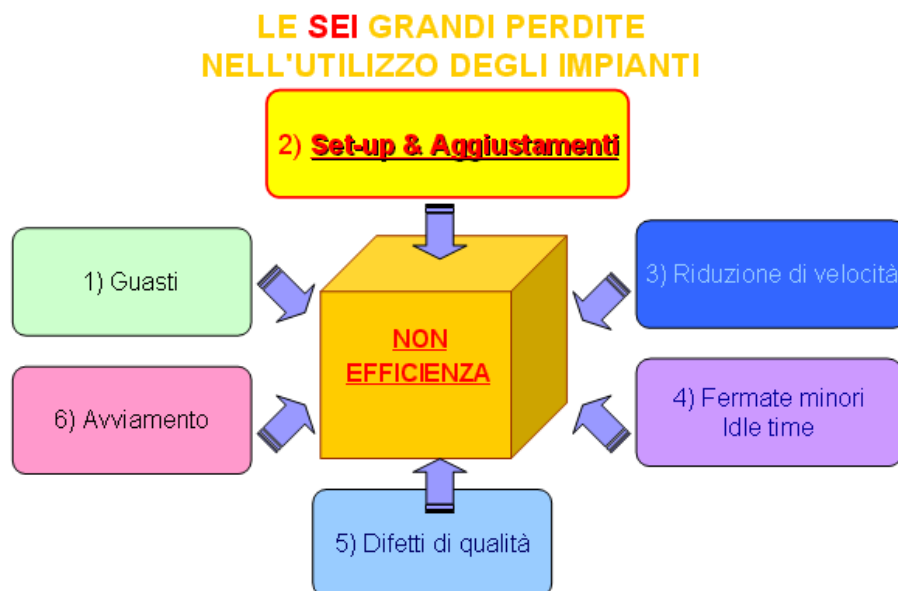 LE SEI GRANDI PERDITE
NELL'UTILIZZO DEGLI IMPIANTI
2) Set-up & Aggiustamenti
1) Guasti
3) Riduzione di velocità
NON
EFFICIENZA
6) Avviamento
4) Fermate minori
Idle time
5) Difetti di qualità